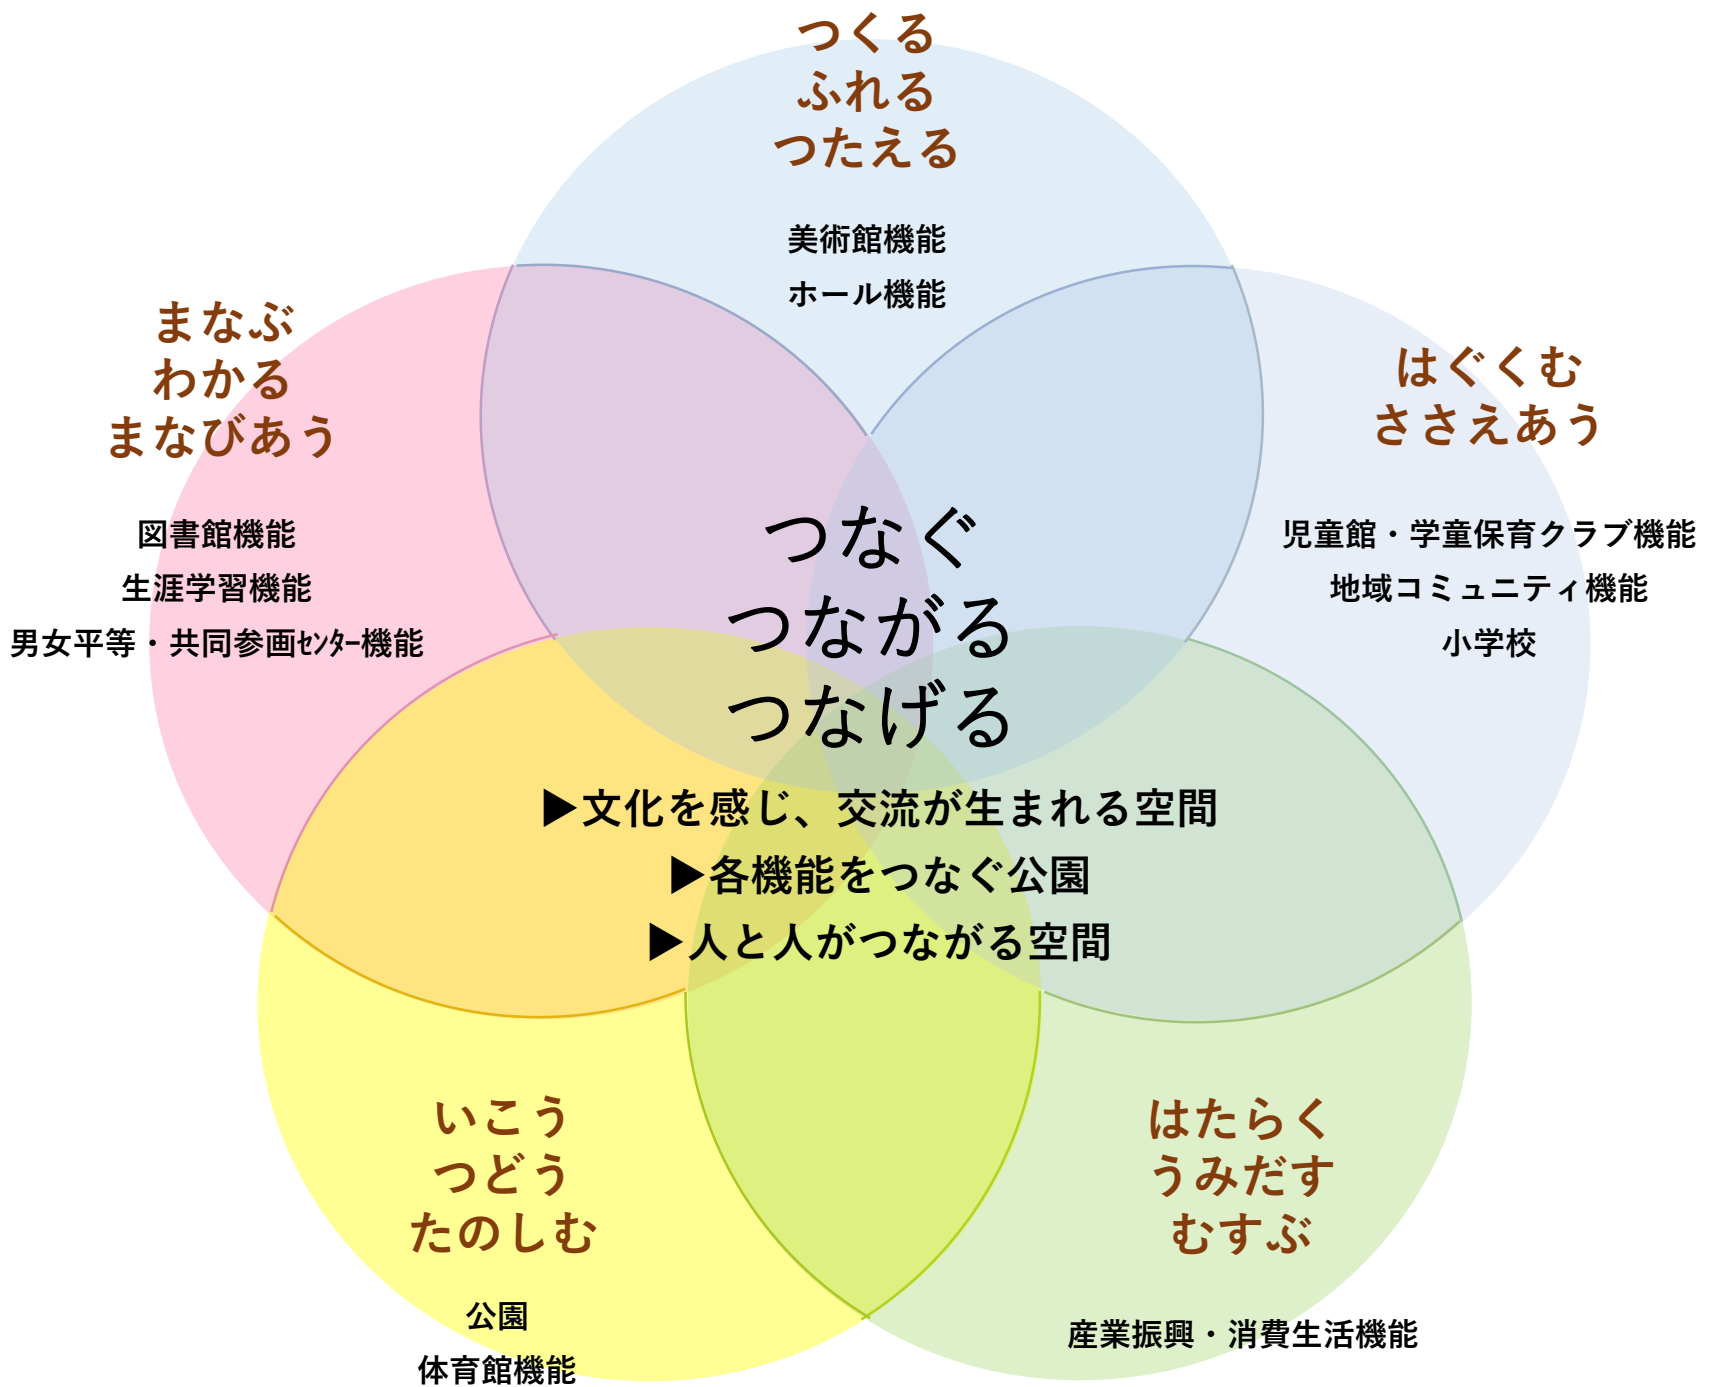 つくる
ふれる
つたえる
美術館機能
ホール機能
まなぶ
わかる
まなびあう
図書館機能
生涯学習機能
男女平等・共同参画ｾﾝﾀｰ機能
はぐくむ
ささえあう
児童館・学童保育クラブ機能
地域コミュニティ機能
小学校
つなぐ
つながる
つなげる
▶文化を感じ、交流が生まれる空間
▶各機能をつなぐ公園
▶人と人がつながる空間
いこう
つどう
たのしむ
公園
体育館機能
はたらく
うみだす
むすぶ
産業振興・消費生活機能